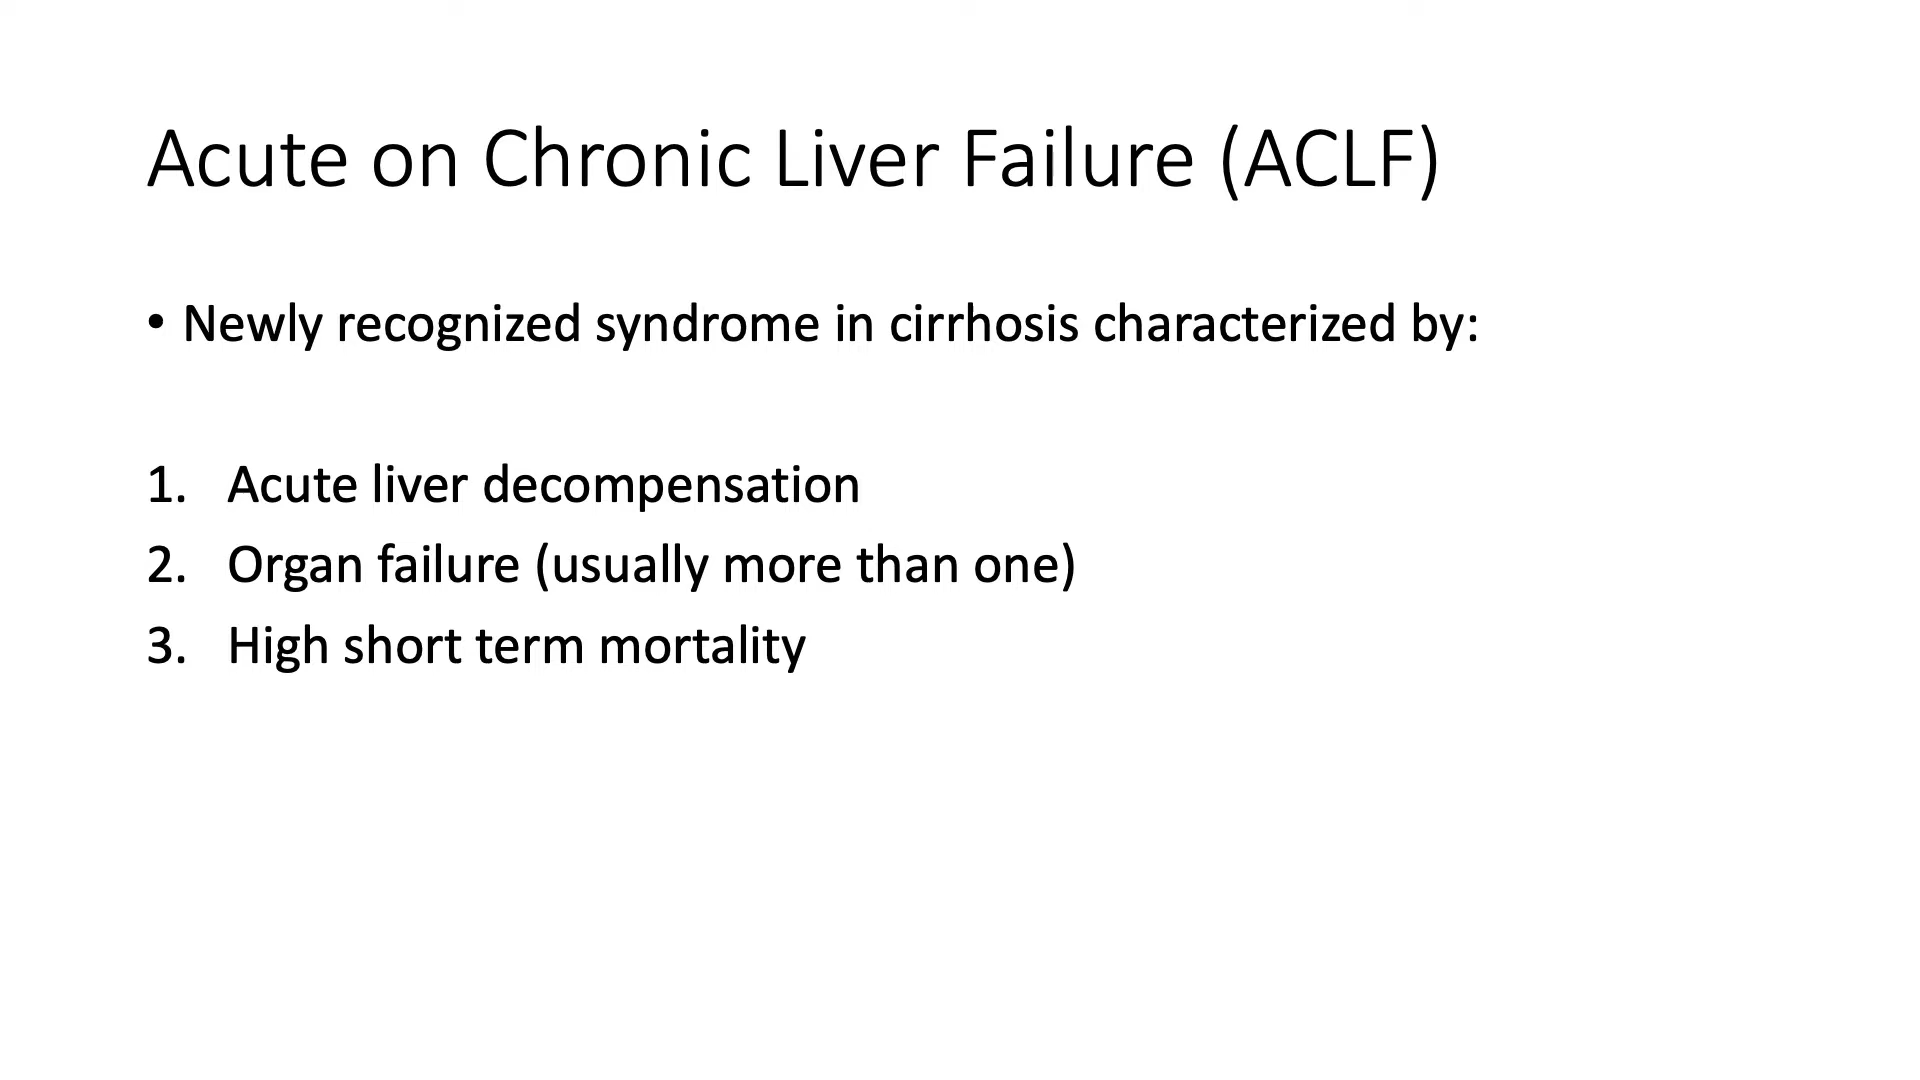 Acute on Chronic Liver Failure (ACLF)
• Newly recognized syndrome in cirrhosis characterized by:
1. Acute liver decompensation
2. Organ failure (usually more than one)
3. High short term mortality